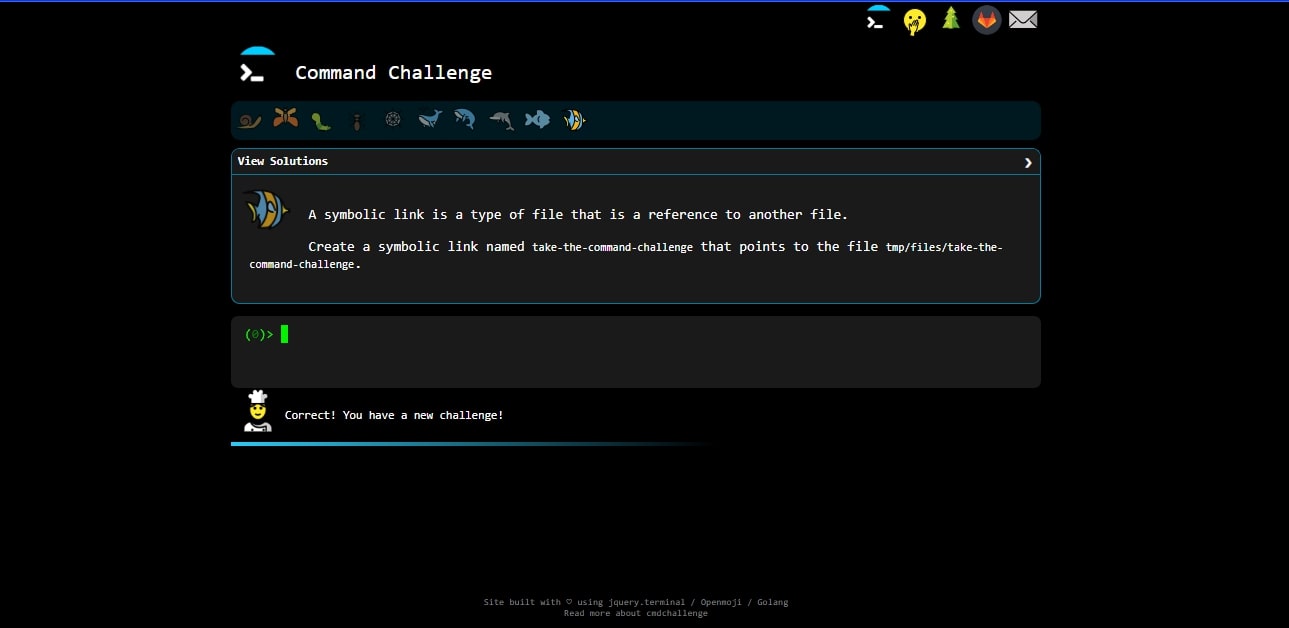 Command Challenge
View Solutions
A symbolic link is a type of file that is a reference to another file.
Create a symbolic link named take-the-command-challenge that points to the file tmp/files/take-the-
command-challenge.
(0)>
Correct! You have a new challenge!
Site built with ♡ using jquery.terminal / Openmoji / Golang
Read more about cmdchallenge